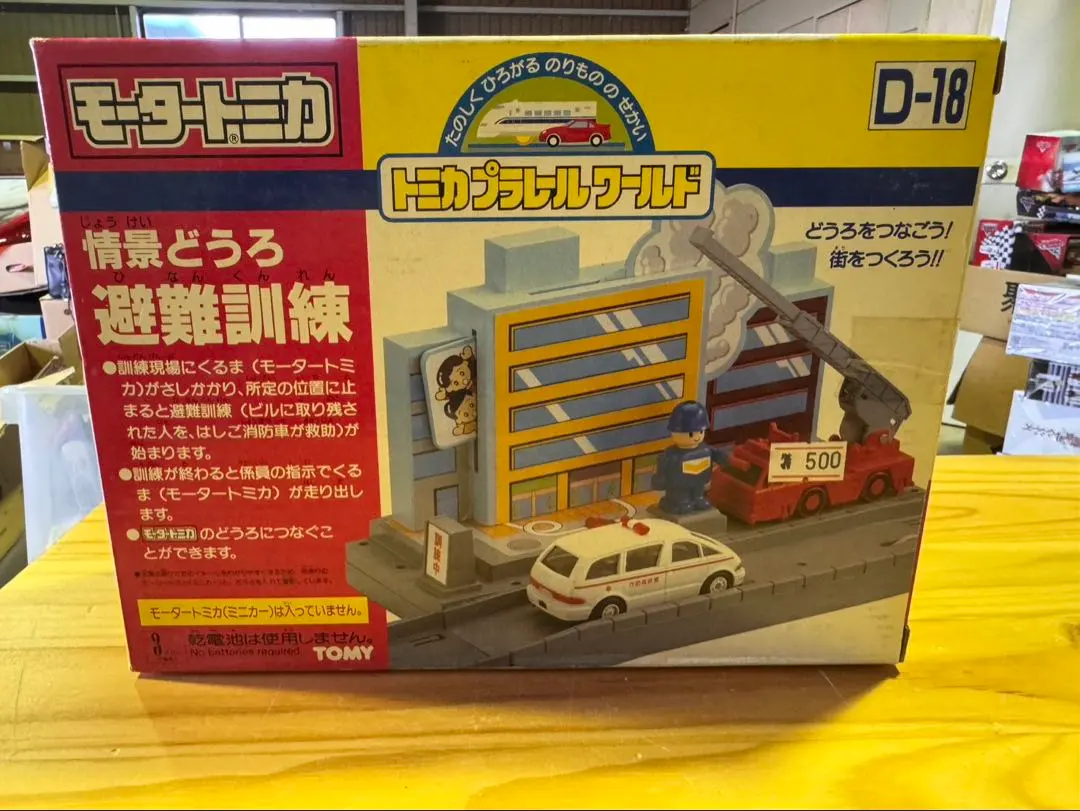 モータートミカ
®
たのしく ひろがる のりものの せかい
トミカプラレールワールド
D-18
どうろをつなごう!
街をつくろう!!
じょうけい
情景どうろ
ひなんくんれん
避難訓練
●訓練現場にくるま(モータートミ
カ)がさしかかり、所定の位置に止
まると避難訓練(ビルに取り残さ
れた人を、はしご消防車が救助)が
始まります。
●訓練が終わると係員の指示でくる
ま(モータートミカ)が走り出し
ます。
●モータートミカのどうろにつなぐこ
とができます。
モータートミカ(ミニカー)は入っていません。
乾電池は使用しません。
No batteries required
TOMY
訓練中
500